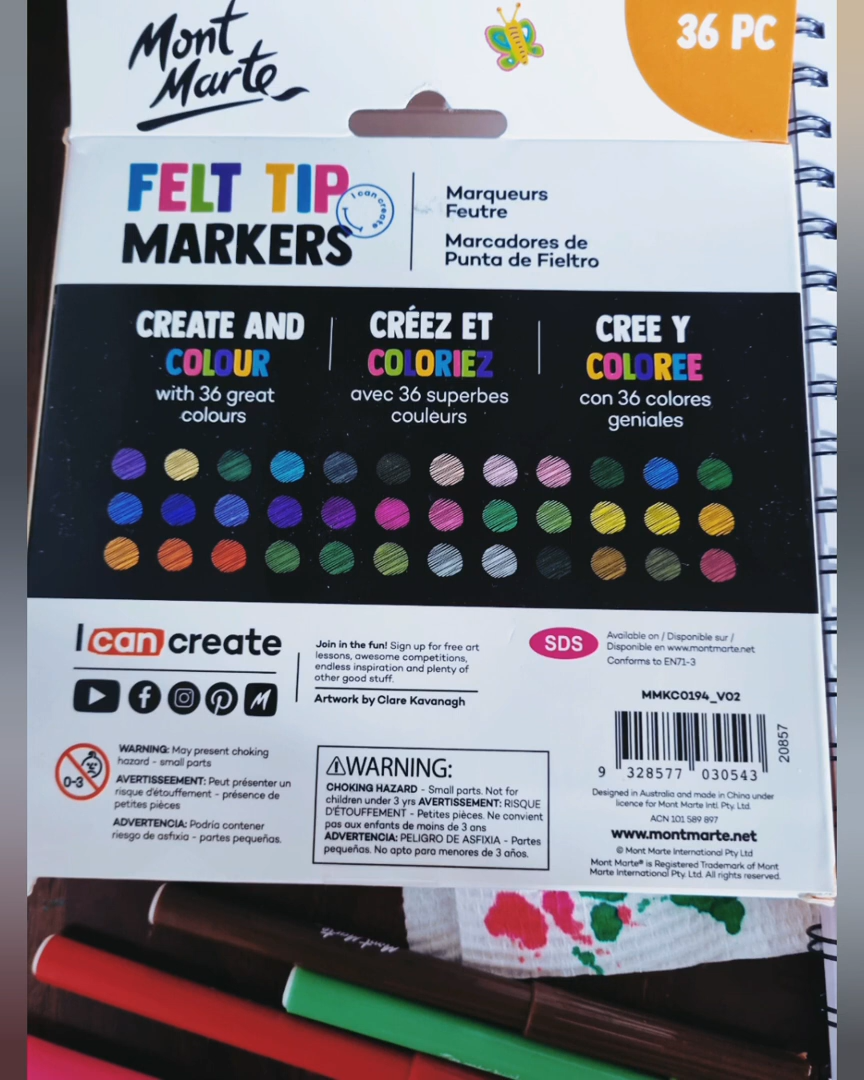 Mont
Marte
36 PC
FELT TIP
MARKERS
I can create
Marqueurs
Feutre
Marcadores de
Punta de Fieltro
CREATE AND
COLOUR
with 36 great
colours
CRÉEZ ET
COLORIEZ
avec 36 superbes
couleurs
CREE Y
COLOREE
con 36 colores
geniales
I can create
Join in the fun! Sign up for free art
lessons, awesome competitions,
endless inspiration and plenty of
other good stuff.
Artwork by Clare Kavanagh
SDS
Available on / Disponible sur /
Disponible en www.montmarte.net
Conforms to EN71-3
MMKC0194_V02
20857
9 328577 030543
Designed in Australia and made in China under
licence for Mont Marte Intl Pty. Ltd.
ACN 101 589 897
www.montmarte.net
© Mont Marte International Pty Ltd
Mont Marte® is Registered Trademark of Mont
Marte International Pty. Ltd. All rights reserved.
0-3
WARNING: May present choking
hazard - small parts
AVERTISSEEMENT: Peut présenter un
risque d'étouffement - présence de
petites pièces
ADVERTENCIA: Podría contener
riesgo de asfixia - partes pequeñas.
WARNING:
CHOKING HAZARD - Small parts. Not for
children under 3 yrs AVERTISSEMENT: RISQUE
D'ÉTOUFFEMENT - Petites pièces. Ne convient
pas aux enfants de moins de 3 ans
ADVERTENCIA: PELIGRO DE ASFIXIA - Partes
pequeñas. No apto para menores de 3 años.
Mont Marte